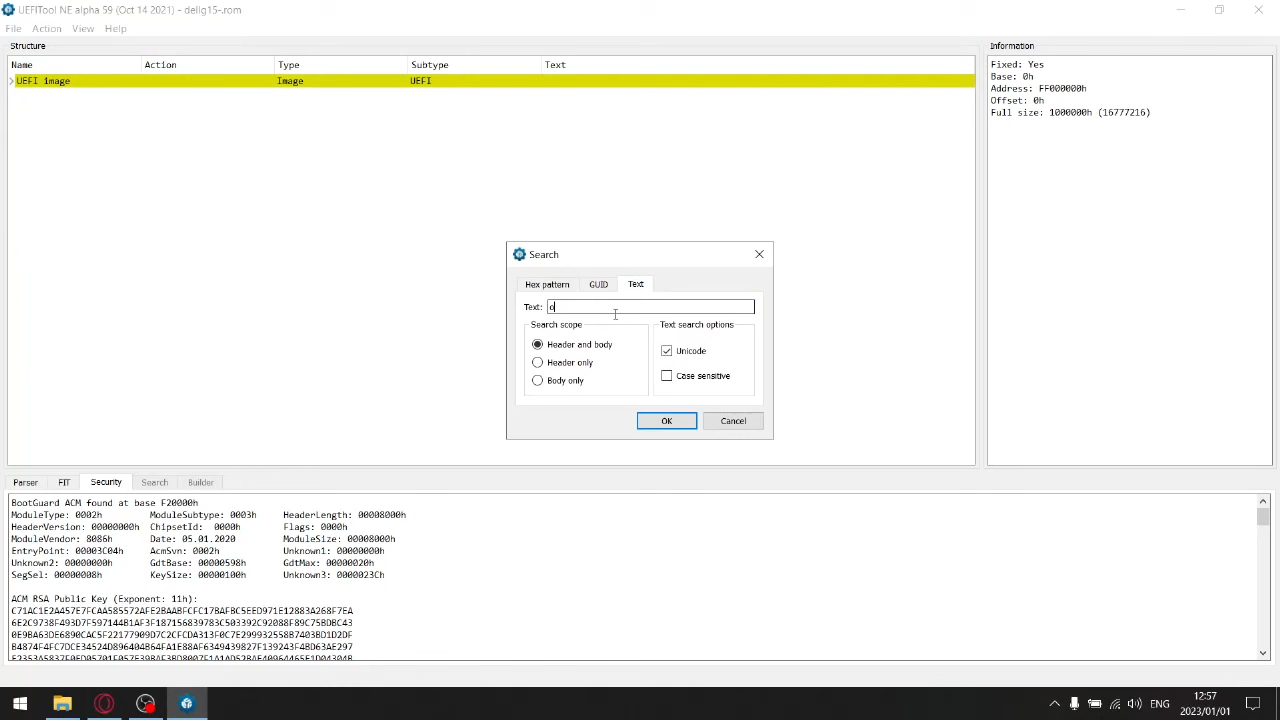 UEFITool NE alpha 59 (Oct 14 2021) - dellg15-.rom
File Action View Help
Structure
Name Action Type Subtype Text
UEFI image Image UEFI
Information
Fixed: Yes
Base: 0h
Address: FF000000h
Offset: 0h
Full size: 1000000h (16777216)
Search
Hex pattern GUID Text
Text: o
Search scope
Header and body
Header only
Body only
Text search options
Unicode
Case sensitive
OK Cancel
Parser FIT Security Search Builder
BootGuard ACM found at base F20000h
ModuleType: 0002h ModuleSubtype: 0003h HeaderLength: 00008000h
HeaderVersion: 00000000h ChipsetId: 0000h Flags: 0000h
ModuleVendor: 8086h Date: 05.01.2020 ModuleSize: 00008000h
EntryPoint: 00003C04h AcmSvn: 0002h Unknown1: 00000000h
Unknown2: 00000000h GdtBase: 00000598h GdtMax: 00000020h
SegSel: 00000008h KeySize: 00000100h Unknown3: 0000023Ch
ACM RSA Public Key (Exponent: 11h):
C71AC1E2A457E7FCAA585572AFE2BAABFCFC17BAFBC5EED971E12883A268F7EA
6E2C9738F493D7F597144B1AF3F187156839783C503392C92088F89C75BDBC43
0E9BA63DE6890CAC5F22177909D7C2CFCDA313F0C7E299932558B7403BD1D2DF
B4874F4FC7DCE34524D896404B64FA1E88AF6349439827F139243F4BD63AE297
ENG
12:57
2023/01/01